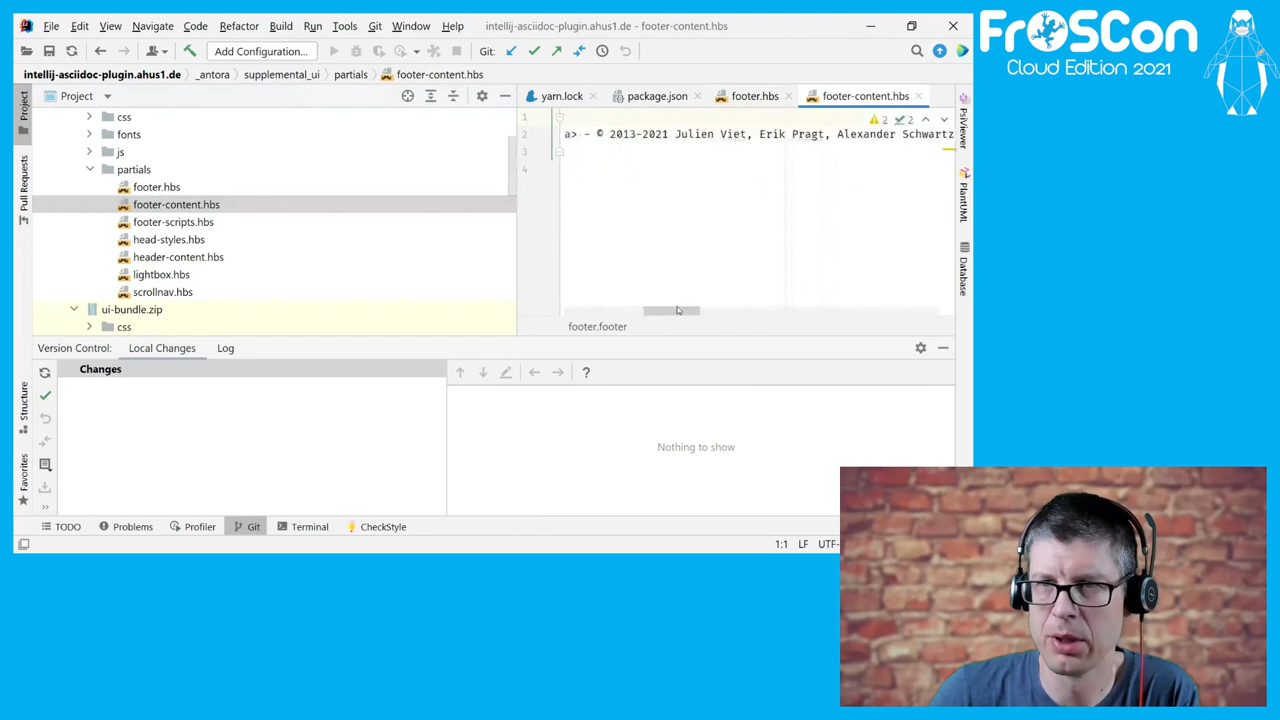 File Edit View Navigate Code Refactor Build Run Tools Git Window Help intellij-asciidoc-plugin.ahus1.de - footer-content.hbs
Add Configuration... Git:
intellij-asciidoc-plugin.ahus1.de _antora supplemental_ui partials footer-content.hbs
Project
yarn.lock package.json footer.hbs footer-content.hbs
css
fonts
js
partials
footer.hbs
footer-content.hbs
footer-scripts.hbs
head-styles.hbs
header-content.hbs
lightbox.hbs
scrollnav.hbs
ui-bundle.zip
css
1 2 2
2 a> - © 2013-2021 Julien Viet, Erik Pragt, Alexander Schwartz
3
4
footer.footer
Project
Pull Requests
Structure
Favorites
PsiViewer
PlantUML
Database
Version Control: Local Changes Log
Changes
?
Nothing to show
TODO Problems Profiler Git Terminal CheckStyle
1:1 LF UTF-
FrOSCon
Cloud Edition 2021